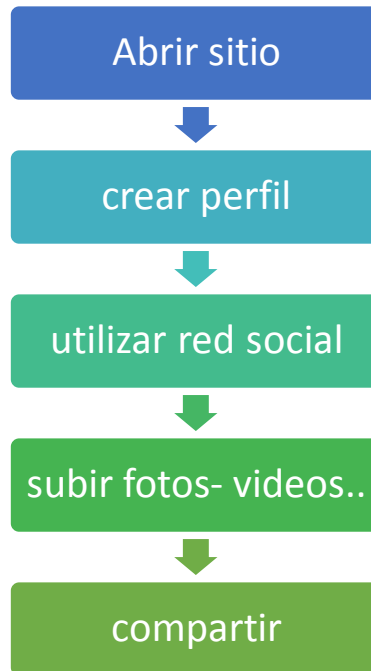 Abrir sitio
crear perfil
utilizar red social
subir fotos- videos..
compartir